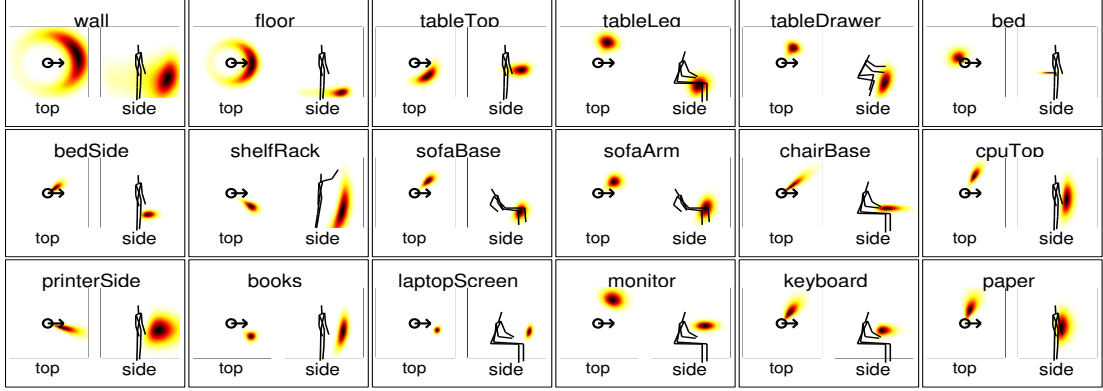 wall floor tableTop tableLeg tableDrawer bed
top side top side top side top side top side top side
bedSide shelfRack sofaBase sofaArm chairBase cpuTop
top side top side top side top side top side top side
printerSide books laptopScreen monitor keyboard paper
top side top side top side top side top side top side